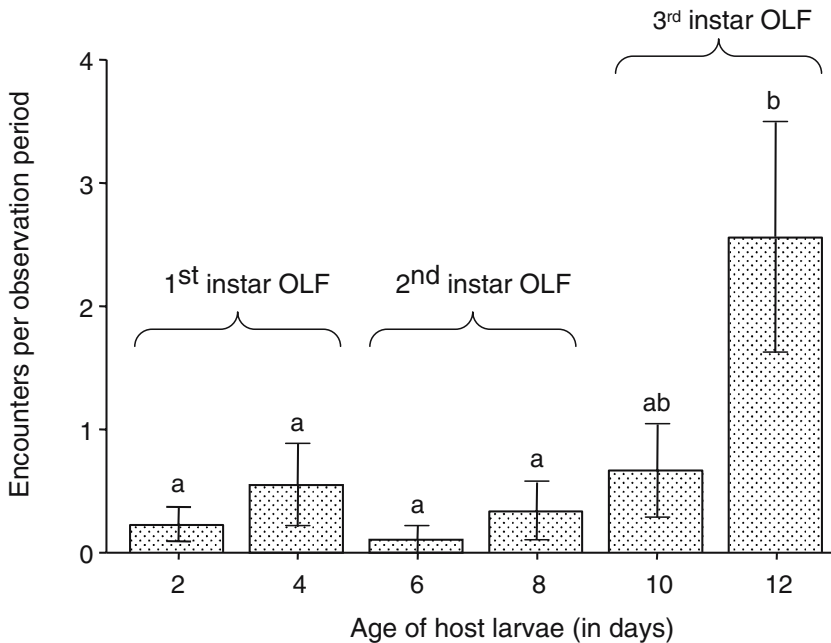 3rd instar OLF
4
b
3
Encounters per observation period
1st instar OLF
2nd instar OLF
2
1
a
a
a
a
ab
0
2 4 6 8 10 12
Age of host larvae (in days)